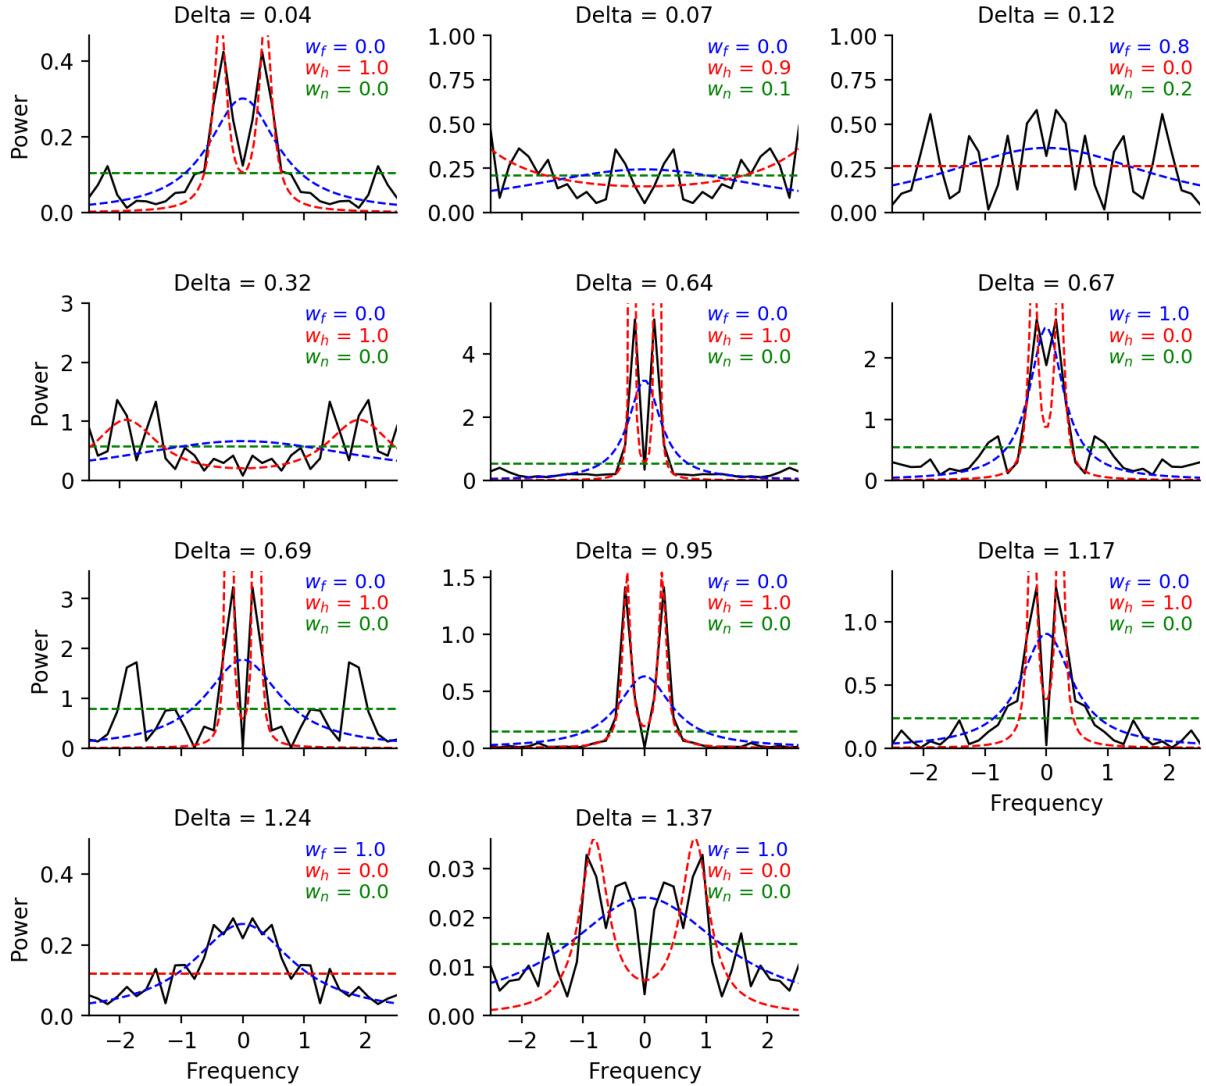 Delta = 0.04
Delta = 0.07
Delta = 0.12
Power
0.4
0.2
0.0
w_f = 0.0
w_h = 1.0
w_n = 0.0
1.00
0.75
0.50
0.25
0.00
w_f = 0.0
w_h = 0.9
w_n = 0.1
1.00
0.75
0.50
0.25
0.00
w_f = 0.8
w_h = 0.0
w_n = 0.2
Delta = 0.32
Delta = 0.64
Delta = 0.67
Power
3
2
1
0
w_f = 0.0
w_h = 1.0
w_n = 0.0
4
2
0
w_f = 0.0
w_h = 1.0
w_n = 0.0
2
1
0
w_f = 1.0
w_h = 0.0
w_n = 0.0
Delta = 0.69
Delta = 0.95
Delta = 1.17
Power
3
2
1
0
w_f = 0.0
w_h = 1.0
w_n = 0.0
1.5
1.0
0.5
0.0
w_f = 0.0
w_h = 1.0
w_n = 0.0
1.0
0.5
0.0
w_f = 0.0
w_h = 1.0
w_n = 0.0
−2 −1 0 1 2
Frequency
Delta = 1.24
Delta = 1.37
Power
0.4
0.2
0.0
w_f = 1.0
w_h = 0.0
w_n = 0.0
−2 −1 0 1 2
Frequency
0.03
0.02
0.01
0.00
w_f = 1.0
w_h = 0.0
w_n = 0.0
−2 −1 0 1 2
Frequency